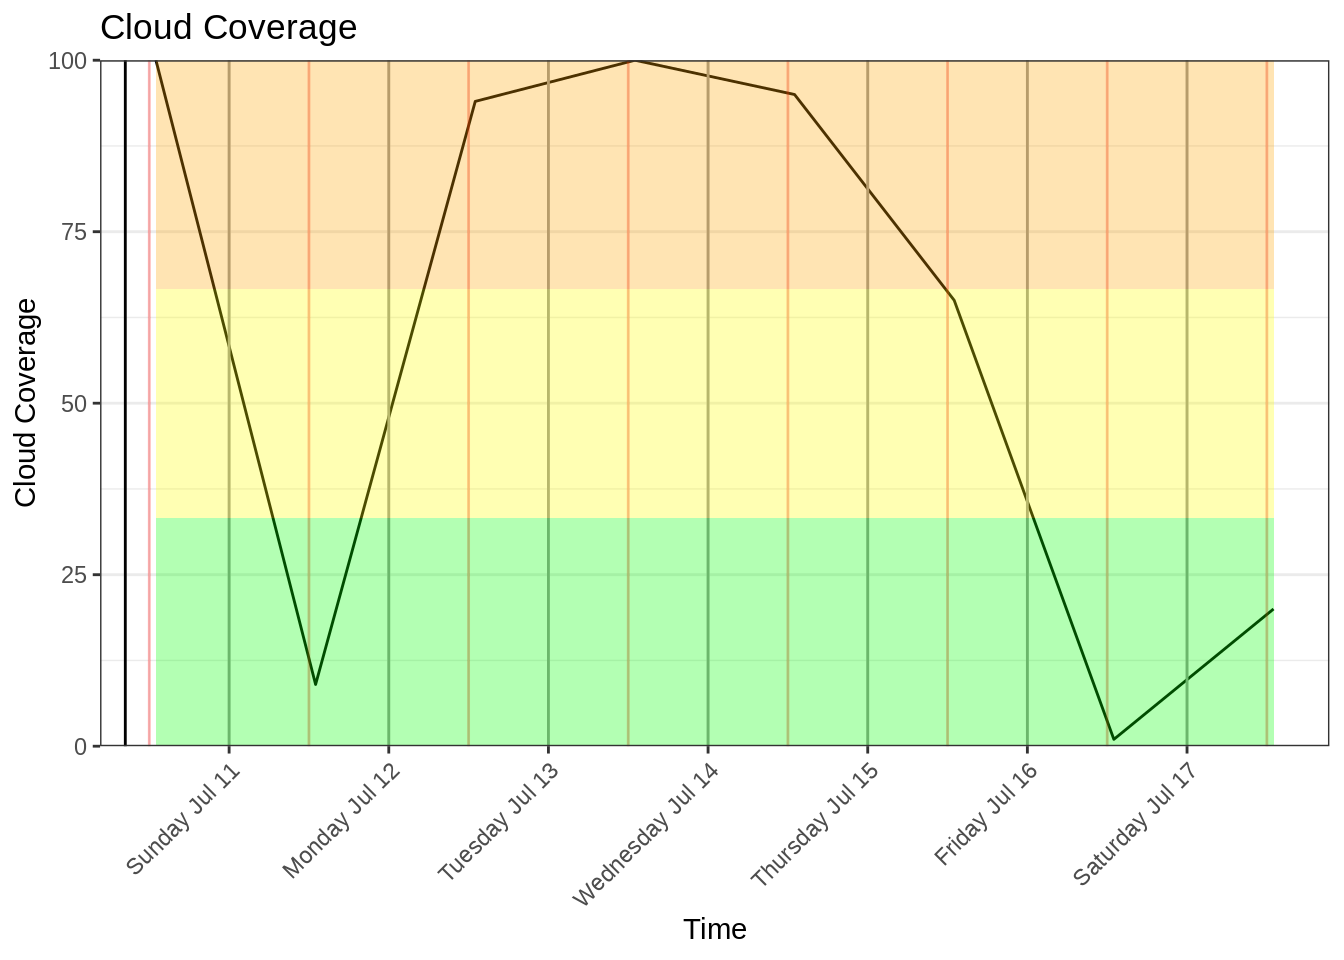 Cloud Coverage
100
75
50
25
0
Cloud Coverage
Sunday Jul 11
Monday Jul 12
Tuesday Jul 13
Wednesday Jul 14
Thursday Jul 15
Friday Jul 16
Saturday Jul 17
Time